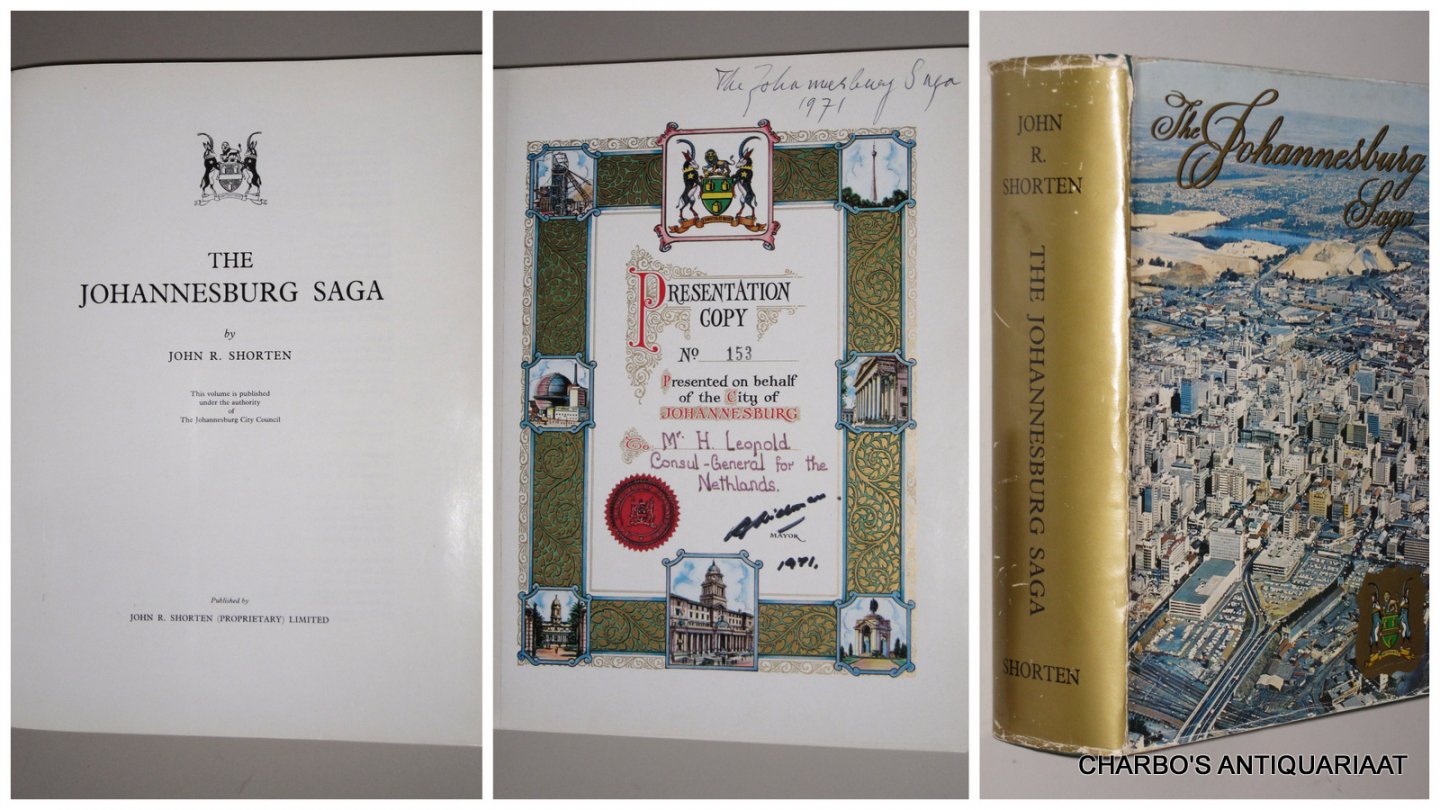 THE
JOHANNESBURG SAGA
by
JOHN R. SHORTEN
This volume is published
under the authority
of
The Johannesburg City Council
Published by
JOHN R. SHORTEN (PROPRIETARY) LIMITED
The Johannesburg Saga
1971
PRESENTATION
COPY
No 153
Presented on behalf
of the City of
JOHANNESBURG
To Mr. H. Leopold
Consul-General for the
Nethlands.
MAYOR
1971.
JOHN
R.
SHORTEN
THE JOHANNESBURG SAGA
SHORTEN
The Johannesburg
Saga
CHARBO'S ANTIQUARIAAT